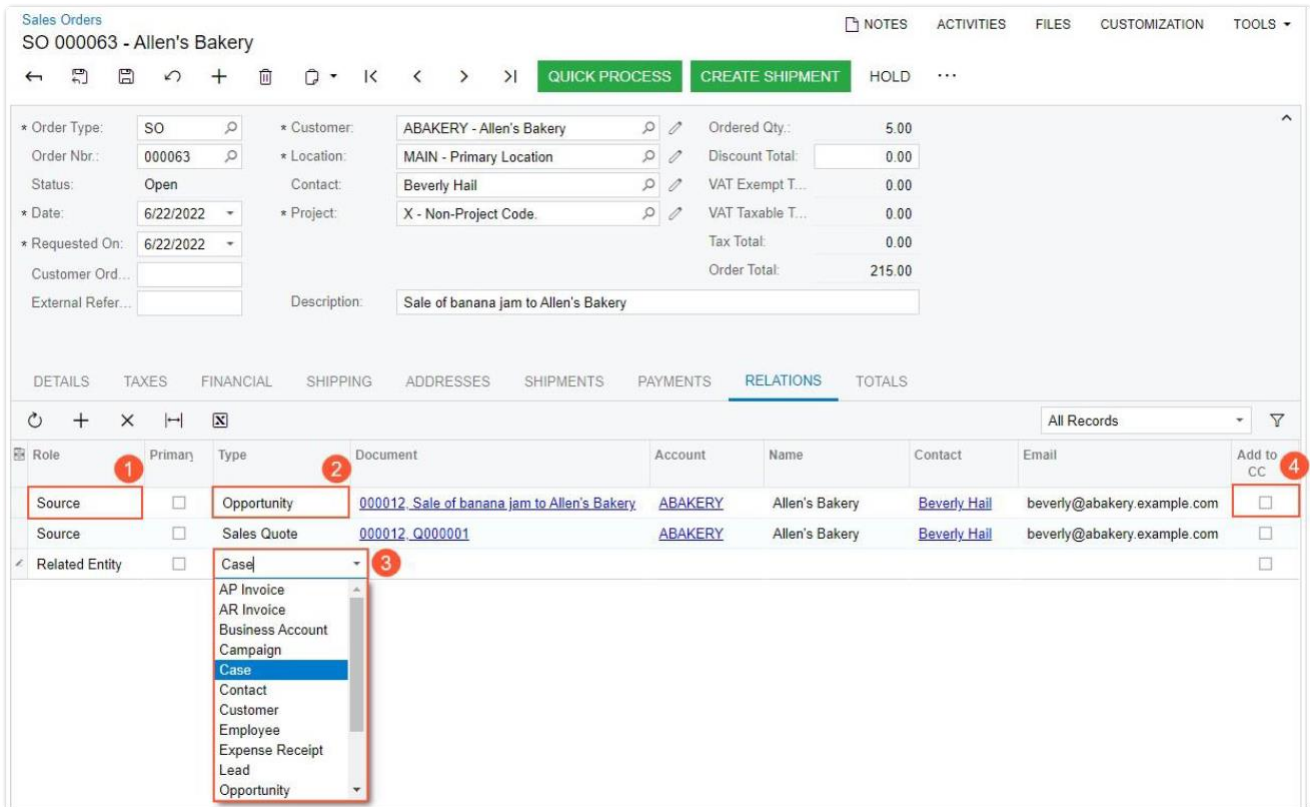 Sales Orders
SO 000063 - Allen's Bakery
NOTES ACTIVITIES FILES CUSTOMIZATION TOOLS
QUICK PROCESS CREATE SHIPMENT HOLD ...
* Order Type: SO * Customer: ABAKERY - Allen's Bakery Ordered Qty.: 5.00
Order Nbr.: 000063 * Location: MAIN - Primary Location Discount Total: 0.00
Status: Open Contact: Beverly Hail VAT Exempt T... 0.00
* Date: 6/22/2022 * Project: X - Non-Project Code. VAT Taxable T... 0.00
* Requested On: 6/22/2022 Tax Total: 0.00
Customer Ord... Order Total: 215.00
External Refer... Description: Sale of banana jam to Allen's Bakery
DETAILS TAXES FINANCIAL SHIPPING ADDRESSES SHIPMENTS PAYMENTS RELATIONS TOTALS
X All Records
Role 1 Primary Type 2 Document Account Name Contact Email Add to CC 4
Source Opportunity 000012, Sale of banana jam to Allen's Bakery ABAKERY Allen's Bakery Beverly Hail beverly@abakery.example.com
Source Sales Quote 000012, Q000001 ABAKERY Allen's Bakery Beverly Hail beverly@abakery.example.com
Related Entity Case 3
AP Invoice
AR Invoice
Business Account
Campaign
Case
Contact
Customer
Employee
Expense Receipt
Lead
Opportunity